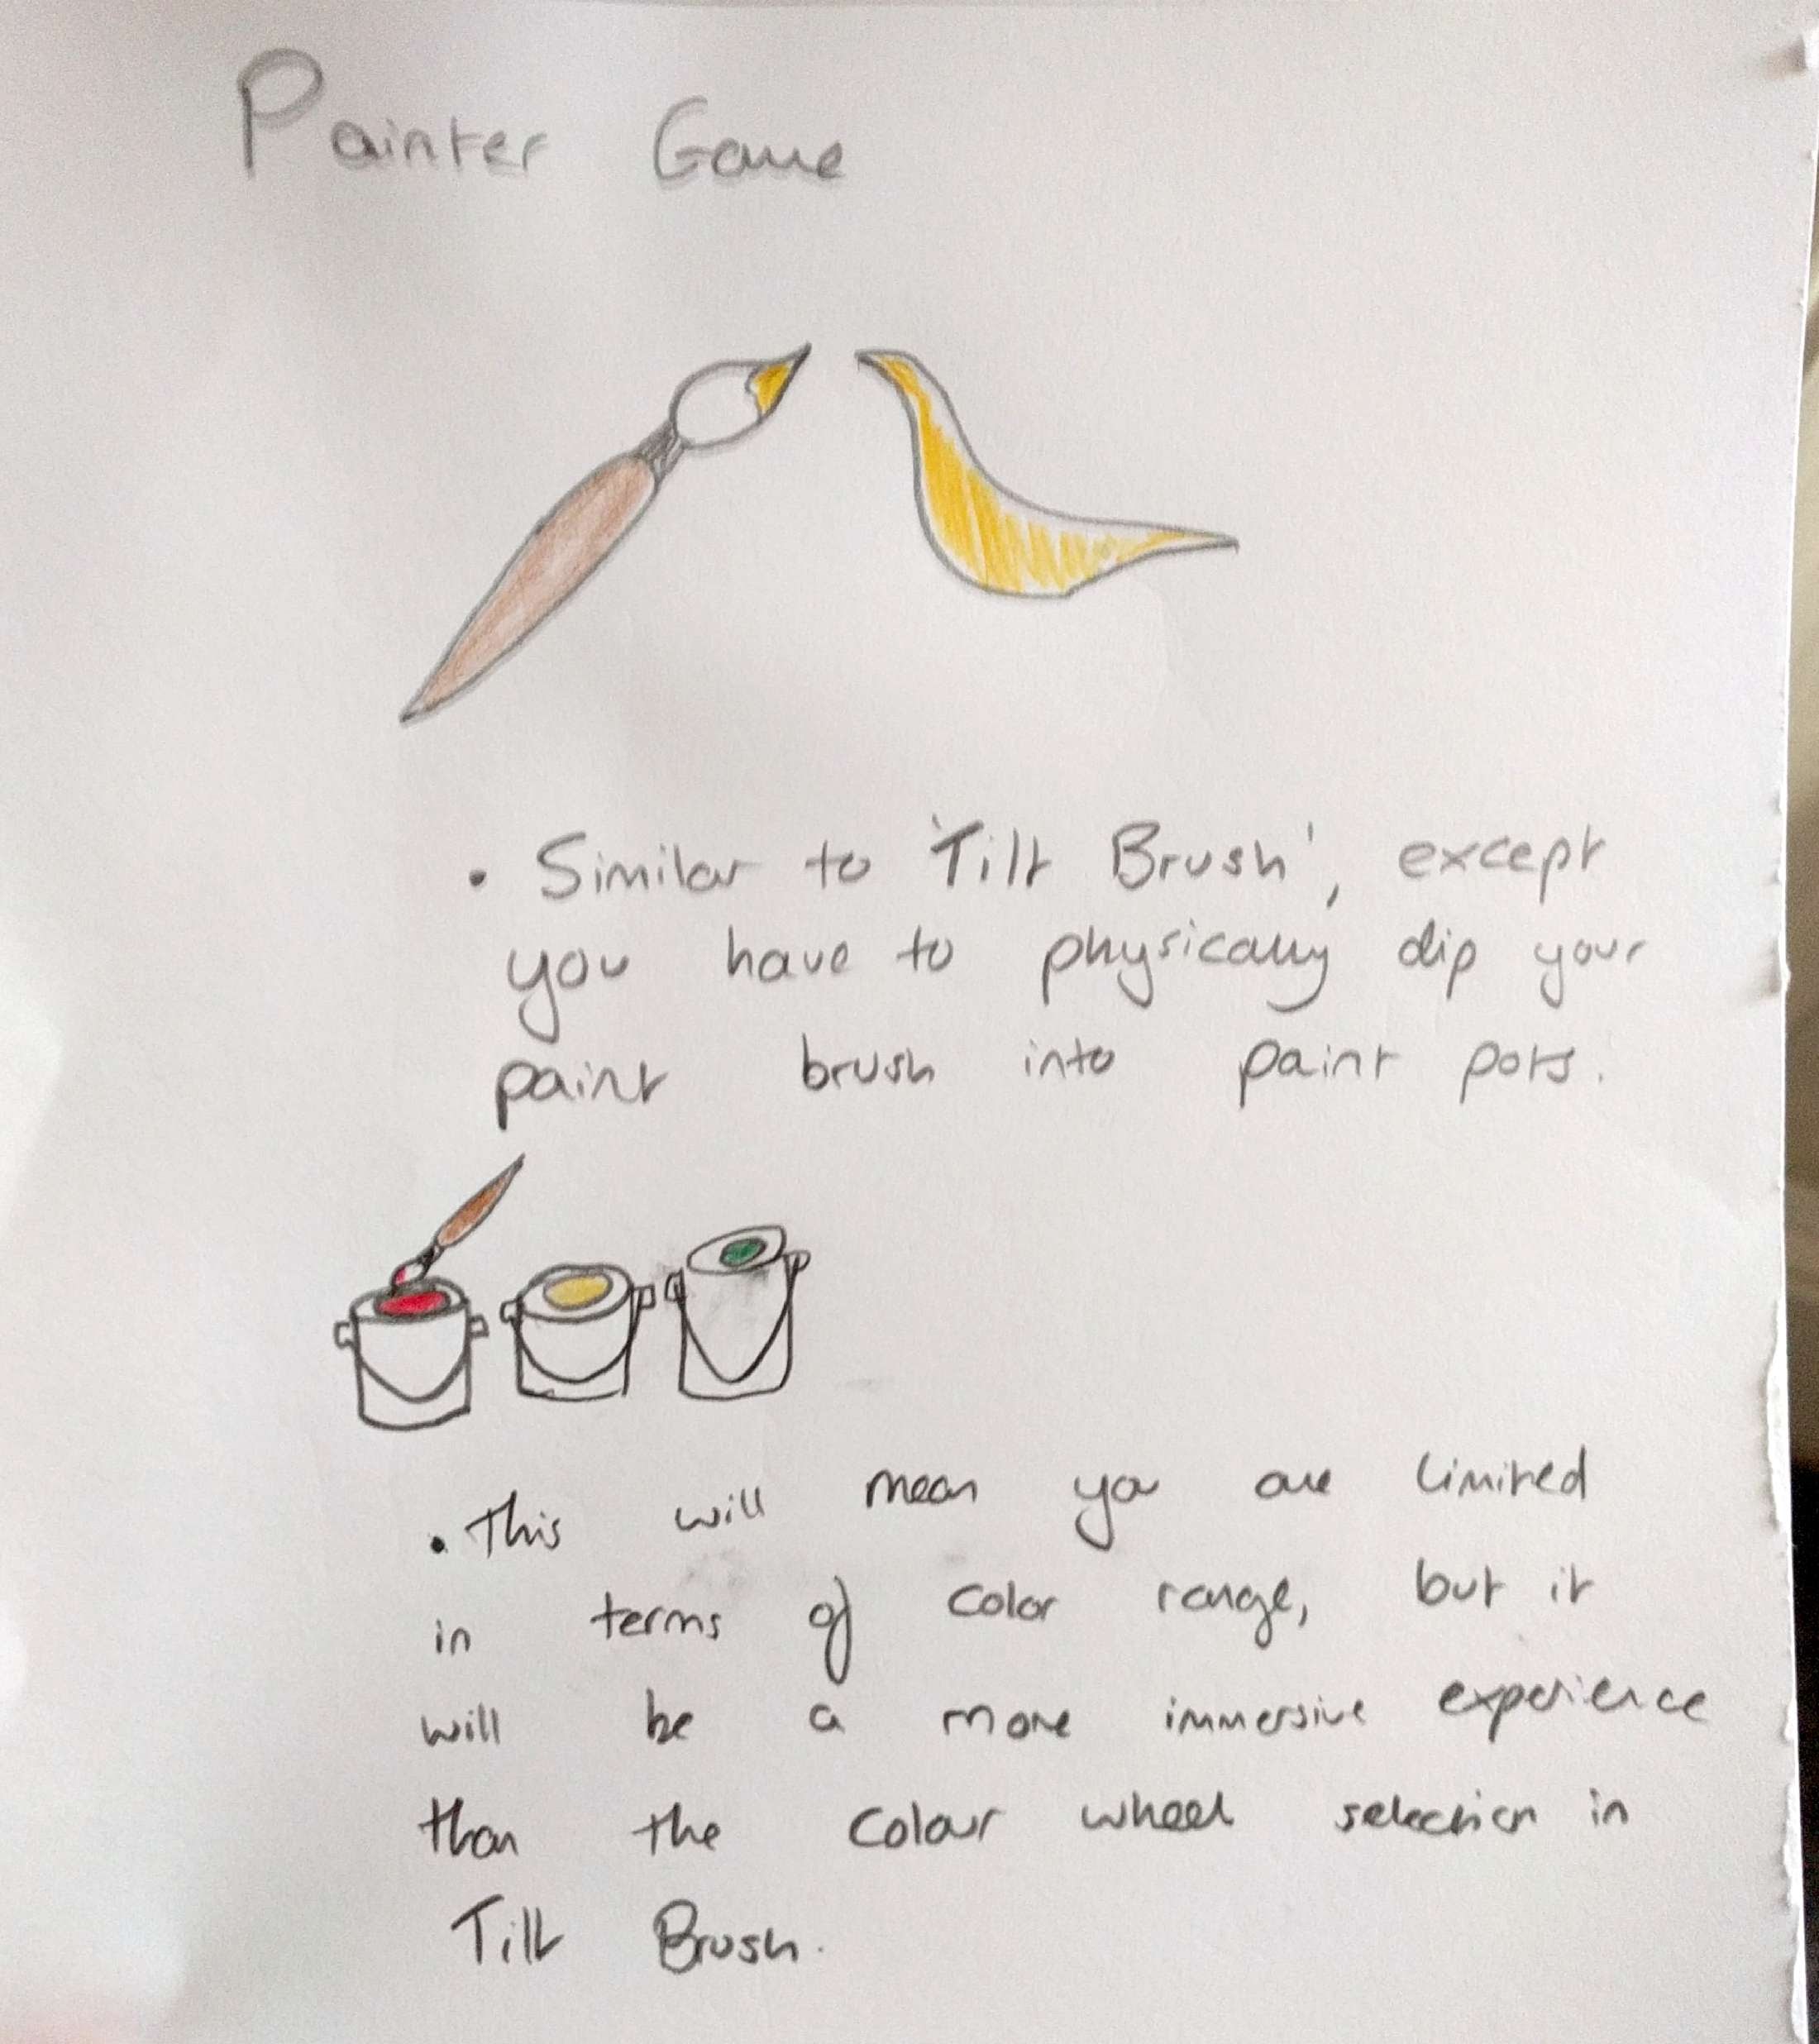 Painter Game
• Similar to 'Tilt Brush', except
you have to physically dip your
paint brush into paint pots.
• This will mean you are limited
in terms of color range, but it
will be a more immersive experience
than the colour wheel selection in
Tilt Brush.